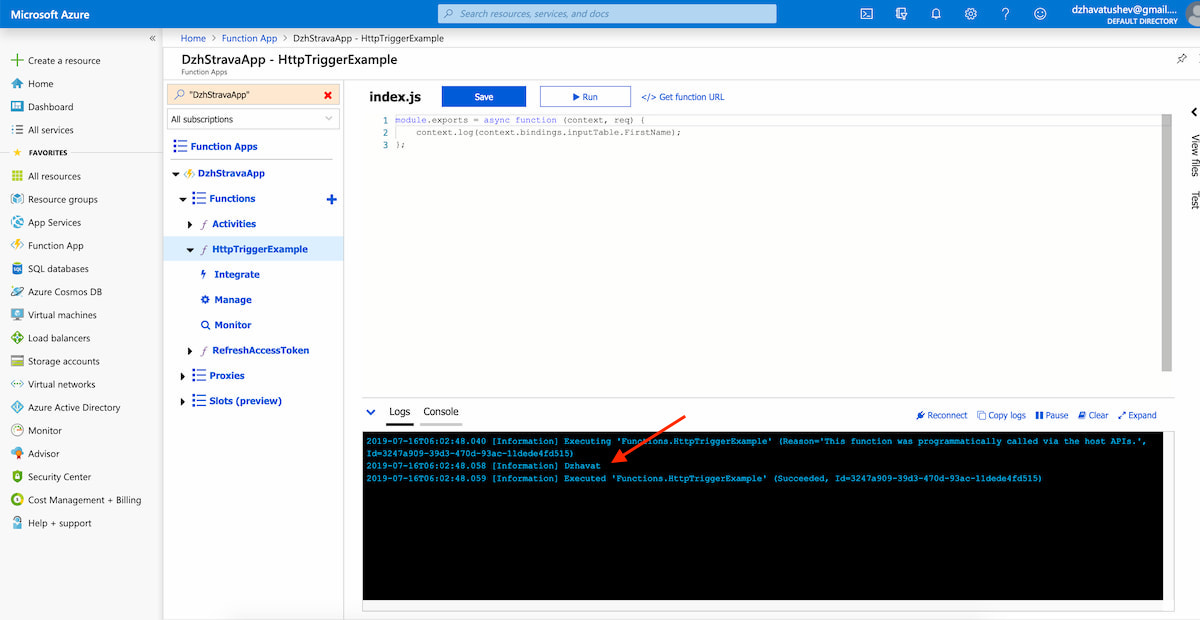 Microsoft Azure
Search resources, services, and docs
dzhavatushev@gmail....
DEFAULT DIRECTORY
Create a resource
Home
Dashboard
All services
FAVORITES
All resources
Resource groups
App Services
Function App
SQL databases
Azure Cosmos DB
Virtual machines
Load balancers
Storage accounts
Virtual networks
Azure Active Directory
Monitor
Advisor
Security Center
Cost Management + Billing
Help + support
Home > Function App > DzhStravaApp - HttpTriggerExample
DzhStravaApp - HttpTriggerExample
Function Apps
"DzhStravaApp"
All subscriptions
Function Apps
DzhStravaApp
Functions
Activities
HttpTriggerExample
Integrate
Manage
Monitor
RefreshAccessToken
Proxies
Slots (preview)
index.js Save Run </> Get function URL
1 module.exports = async function (context, req) {
2 context.log(context.bindings.inputTable.FirstName);
3 };
View files
Test
Logs Console Reconnect Copy logs Pause Clear Expand
2019-07-16T06:02:48.040 [Information] Executing 'Functions.HttpTriggerExample' (Reason='This function was programmatically called via the host APIs.',
Id=3247a909-39d3-470d-93ac-11dede4fd515)
2019-07-16T06:02:48.058 [Information] Dzhavat
2019-07-16T06:02:48.059 [Information] Executed 'Functions.HttpTriggerExample' (Succeeded, Id=3247a909-39d3-470d-93ac-11dede4fd515)